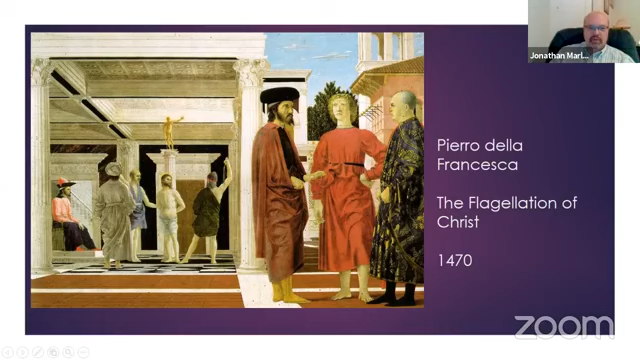 Jonathan Marl...
Pierro della
Francesca
The Flagellation of
Christ
1470
zoom